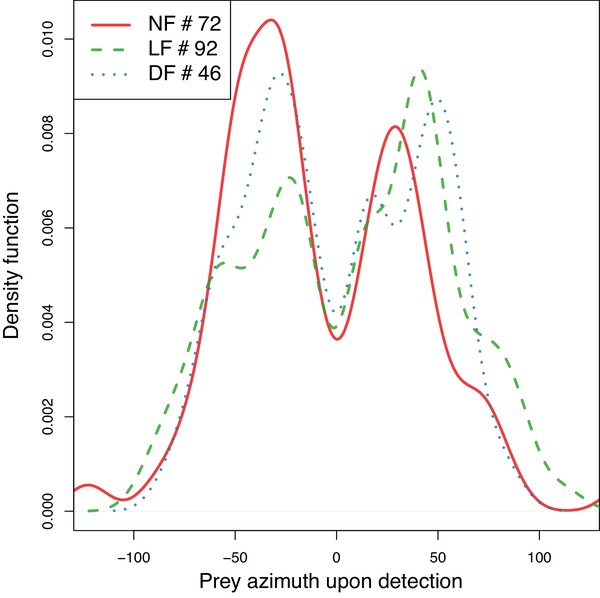 NF # 72
LF # 92
DF # 46
Density function
0.010
0.008
0.006
0.004
0.002
0.000
−100
−50
0
50
100
Prey azimuth upon detection